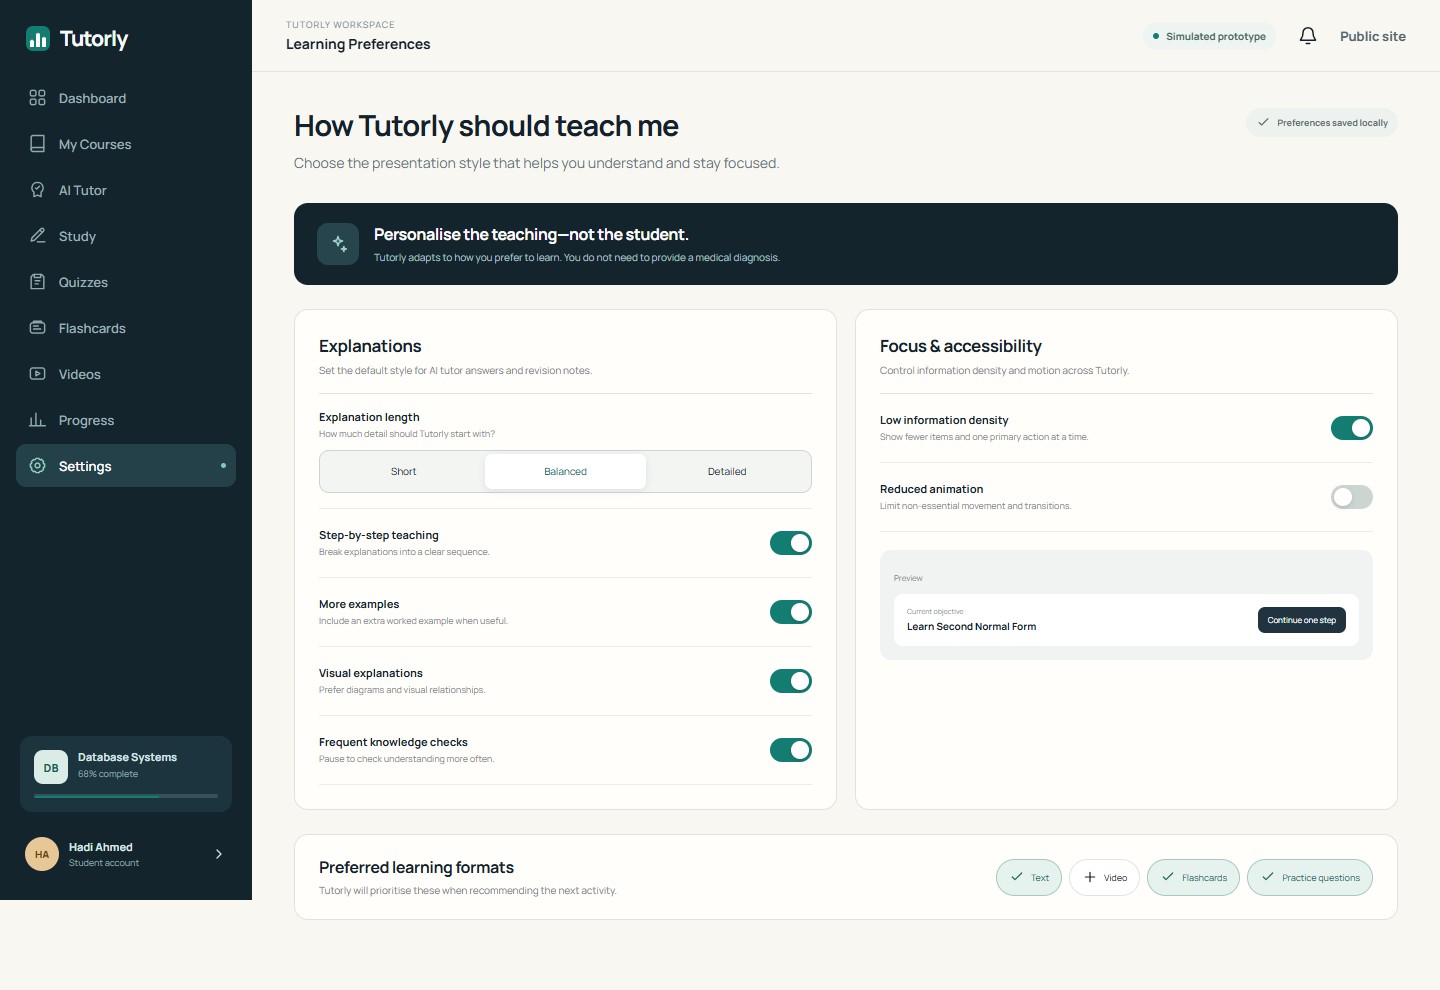 Tutorly
Dashboard
My Courses
AI Tutor
Study
Quizzes
Flashcards
Videos
Progress
Settings
DB
Database Systems
68% complete
HA
Hadi Ahmed
Student account
TUTORLY WORKSPACE
Learning Preferences
Simulated prototype
Public site
How Tutorly should teach me
Choose the presentation style that helps you understand and stay focused.
Preferences saved locally
Personalise the teaching—not the student.
Tutorly adapts to how you prefer to learn. You do not need to provide a medical diagnosis.
Explanations
Set the default style for AI tutor answers and revision notes.
Explanation length
How much detail should Tutorly start with?
Short
Balanced
Detailed
Step-by-step teaching
Break explanations into a clear sequence.
More examples
Include an extra worked example when useful.
Visual explanations
Prefer diagrams and visual relationships.
Frequent knowledge checks
Pause to check understanding more often.
Focus & accessibility
Control information density and motion across Tutorly.
Low information density
Show fewer items and one primary action at a time.
Reduced animation
Limit non-essential movement and transitions.
Preview
Current objective
Learn Second Normal Form
Continue one step
Preferred learning formats
Tutorly will prioritise these when recommending the next activity.
Text
Video
Flashcards
Practice questions